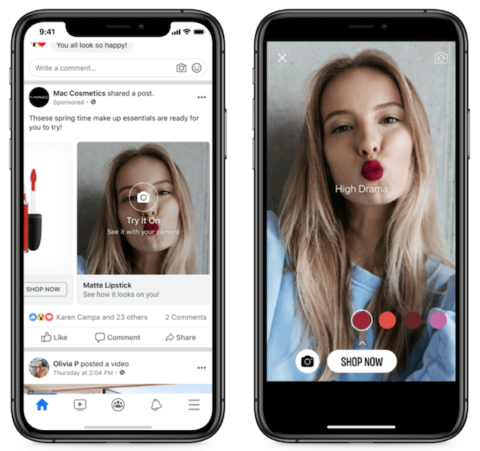 9:41
You all look so happy!
Write a comment...
MAC
Mac Cosmetics shared a post.
Sponsored ·
Thsese spring time make up essentials are ready for
you to try!
Try it On
See it with your camera
SHOP NOW
Matte Lipstick
See how it looks on you!
Karen Campa and 23 others
2 Comments
Like
Comment
Share
Olivia P posted a video
Thursday at 2:04 PM ·
High Drama
SHOP NOW